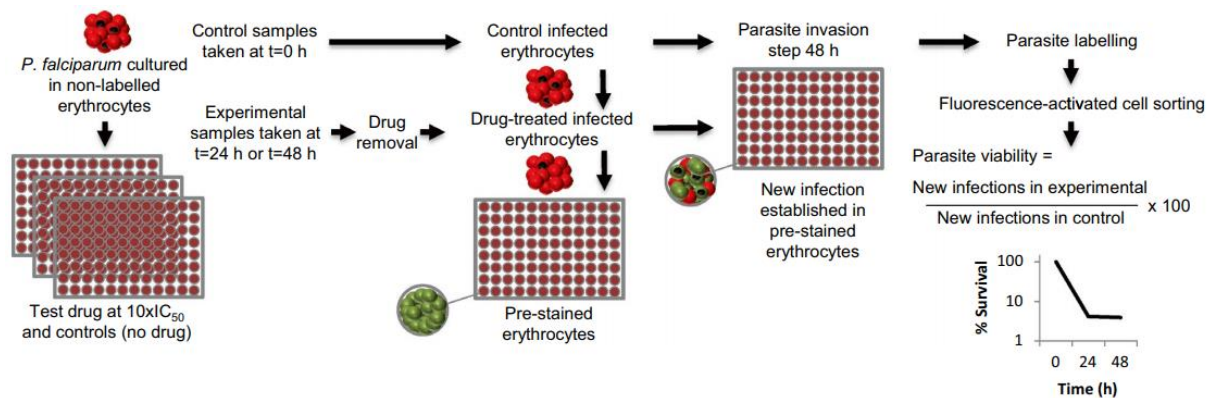 P. falciparum cultured
in non-labelled
erythrocytes
Test drug at 10xIC50
and controls (no drug)
Control samples
taken at t=0 h
Experimental
samples taken at
t=24 h or t=48 h
Drug
removal
Control infected
erythrocytes
Drug-treated infected
erythrocytes
Pre-stained
erythrocytes
Parasite invasion
step 48 h
New infection
established in
pre-stained
erythrocytes
Parasite labelling
Fluorescence-activated cell sorting
Parasite viability =
New infections in experimental
New infections in control
x 100
% Survival
100
10
1
0 24 48
Time (h)